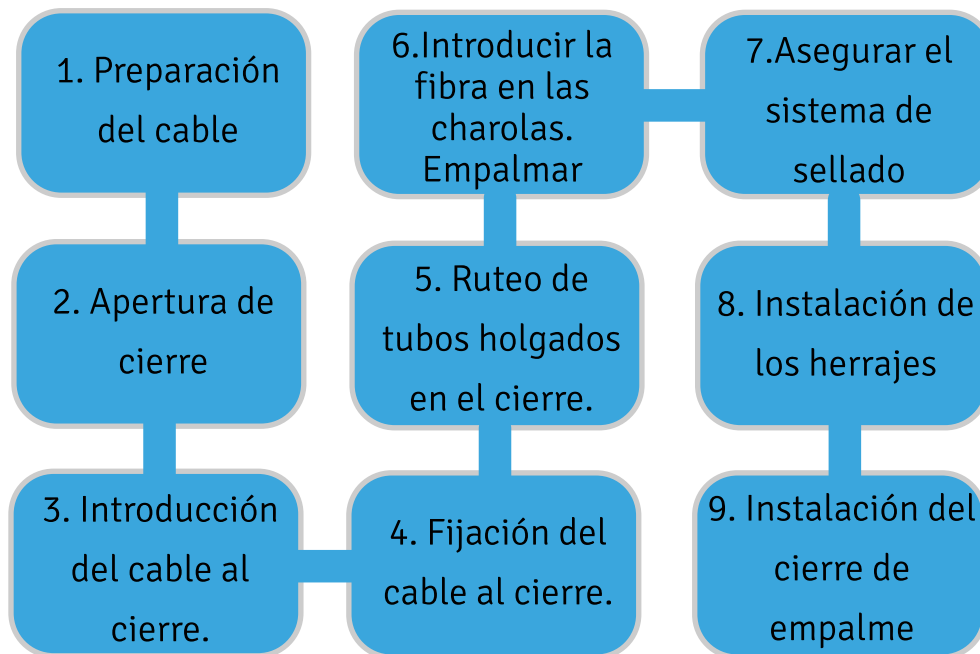 1. Preparación
del cable
2. Apertura de
cierre
3. Introducción
del cable al
cierre.
4. Fijación del
cable al cierre.
5. Ruteo de
tubos holgados
en el cierre.
6.Introducir la
fibra en las
charolas.
Empalmar
7.Asegurar el
sistema de
sellado
8. Instalación de
los herrajes
9. Instalación del
cierre de
empalme